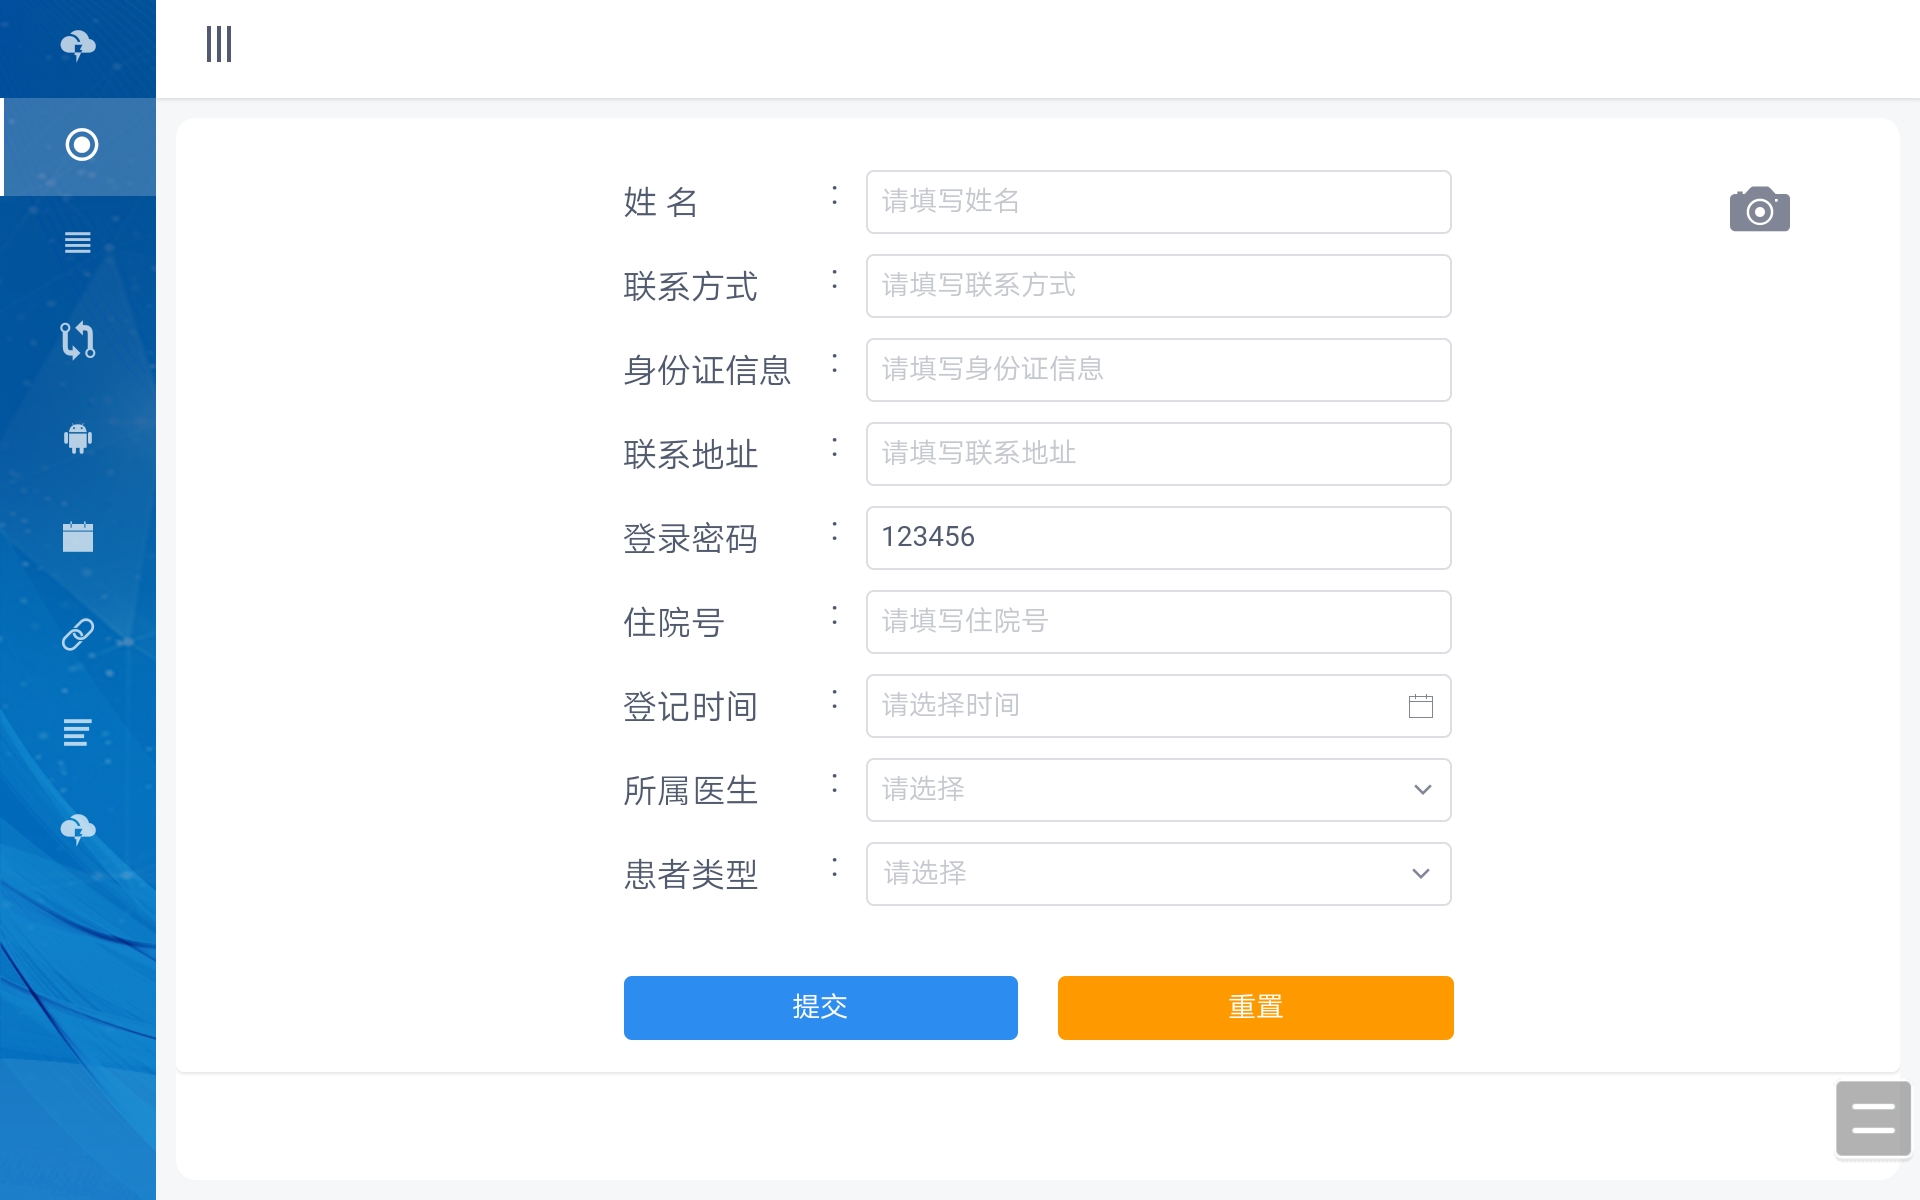 姓 名 : 请填写姓名
联系方式 : 请填写联系方式
身份证信息 : 请填写身份证信息
联系地址 : 请填写联系地址
登录密码 : 123456
住院号 : 请填写住院号
登记时间 : 请选择时间
所属医生 : 请选择
患者类型 : 请选择
提交 重置